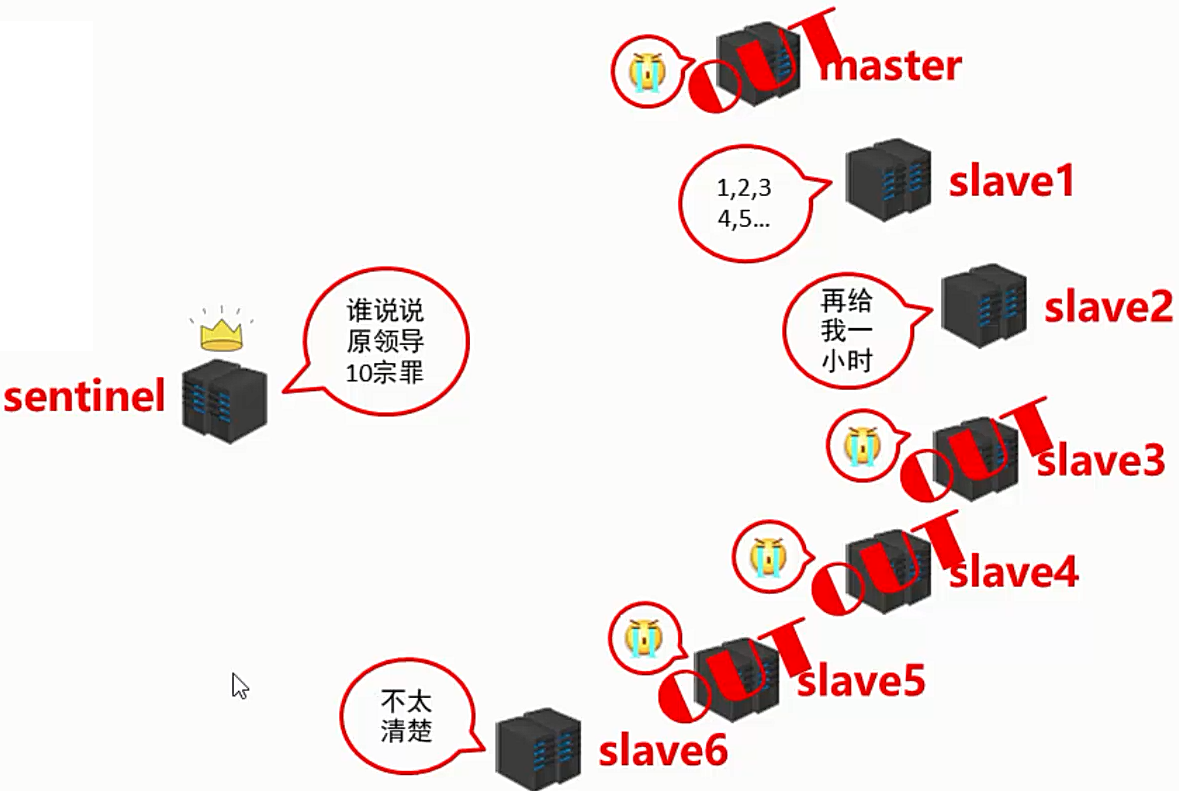 OUT
master
1,2,3
4,5...
slave1
再给
我一
小时
slave2
谁说说
原领导
10宗罪
sentinel
OUT
slave3
OUT
slave4
OUT
slave5
不太
清楚
slave6